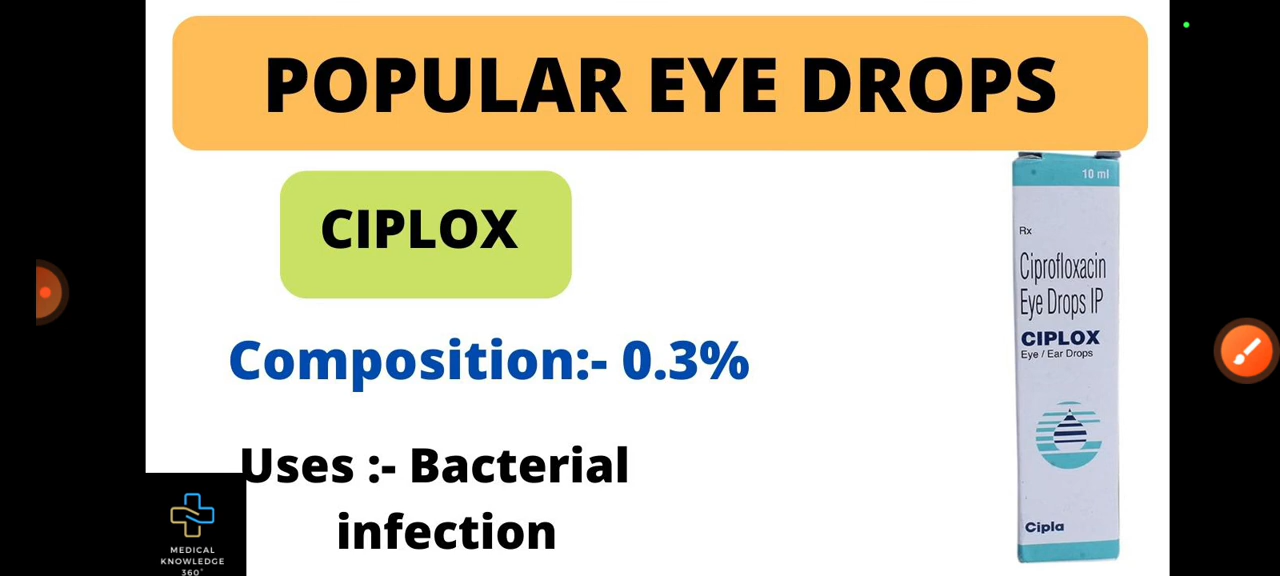 POPULAR EYE DROPS
CIPLOX
10 ml
Rx
Ciprofloxacin
Eye Drops IP
CIPLOX
Eye / Ear Drops
Cipla
Composition:- 0.3%
Uses :- Bacterial
infection
MEDICAL
KNOWLEDGE
360°